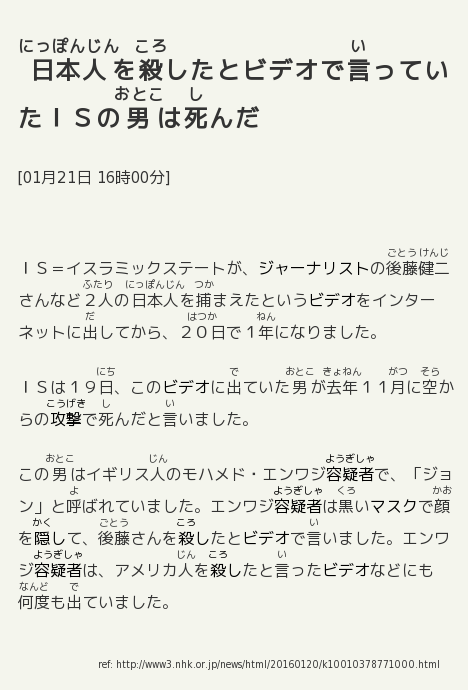 にっぽんじん ころ い
日本人を殺したとビデオで言ってい
おとこ し
たＩＳの男は死んだ
[01月21日 16時00分]
ごとうけんじ
ＩＳ＝イスラミックステートが、ジャーナリストの後藤健二
ふたり にっぽんじん つか
さんなど２人の日本人を捕まえたというビデオをインター
だ はつか ねん
ネットに出してから、２０日で１年になりました。
にち で おとこ きょねん がつ そら
ＩＳは１９日、このビデオに出ていた男が去年１１月に空か
こうげき し い
らの攻撃で死んだと言いました。
おとこ じん ようぎしゃ
この男はイギリス人のモハメド・エンワジ容疑者で、「ジョ
よ ようぎしゃ くろ かお
ン」と呼ばれていました。エンワジ容疑者は黒いマスクで顔
かく ごとう ころ い
を隠して、後藤さんを殺したとビデオで言いました。エンワ
ようぎしゃ じん ころ い
ジ容疑者は、アメリカ人を殺したと言ったビデオなどにも
なんど で
何度も出ていました。
ref: http://www3.nhk.or.jp/news/html/20160120/k10010378771000.html